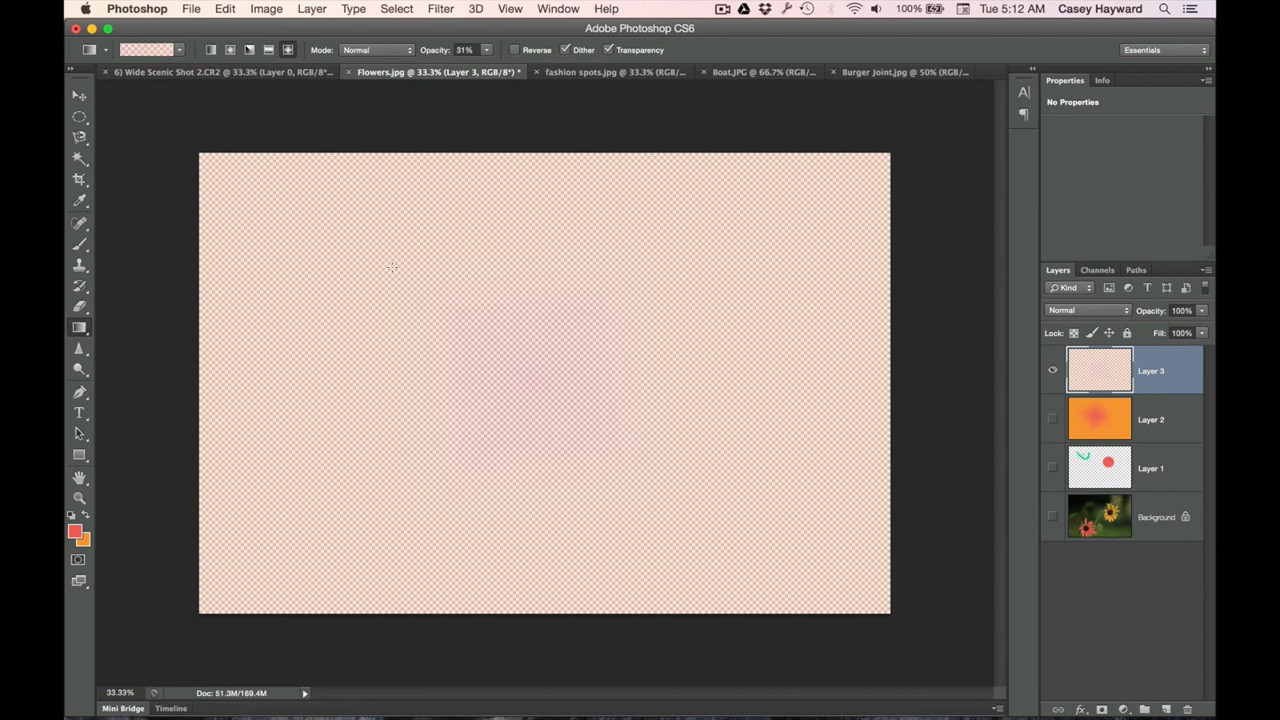 Photoshop File Edit Image Layer Type Select Filter 3D View Window Help 100% Tue 5:12 AM Casey Hayward
Adobe Photoshop CS6
Mode: Normal Opacity: 31% Reverse Dither Transparency Essentials
6) Wide Scenic Shot 2.CR2 @ 33.3% (Layer 0, RGB/8*... Flowers.jpg @ 33.3% (Layer 3, RGB/8*) * fashion spots.jpg @ 33.3% (RGB/... Boat.JPG @ 66.7% (RGB/... Burger Joint.jpg @ 50% (RGB/...
Properties Info
No Properties
Layers Channels Paths
Kind
Normal Opacity: 100%
Lock: Fill: 100%
Layer 3
Layer 2
Layer 1
Background
33.33% Doc: 51.3M/169.4M
Mini Bridge Timeline